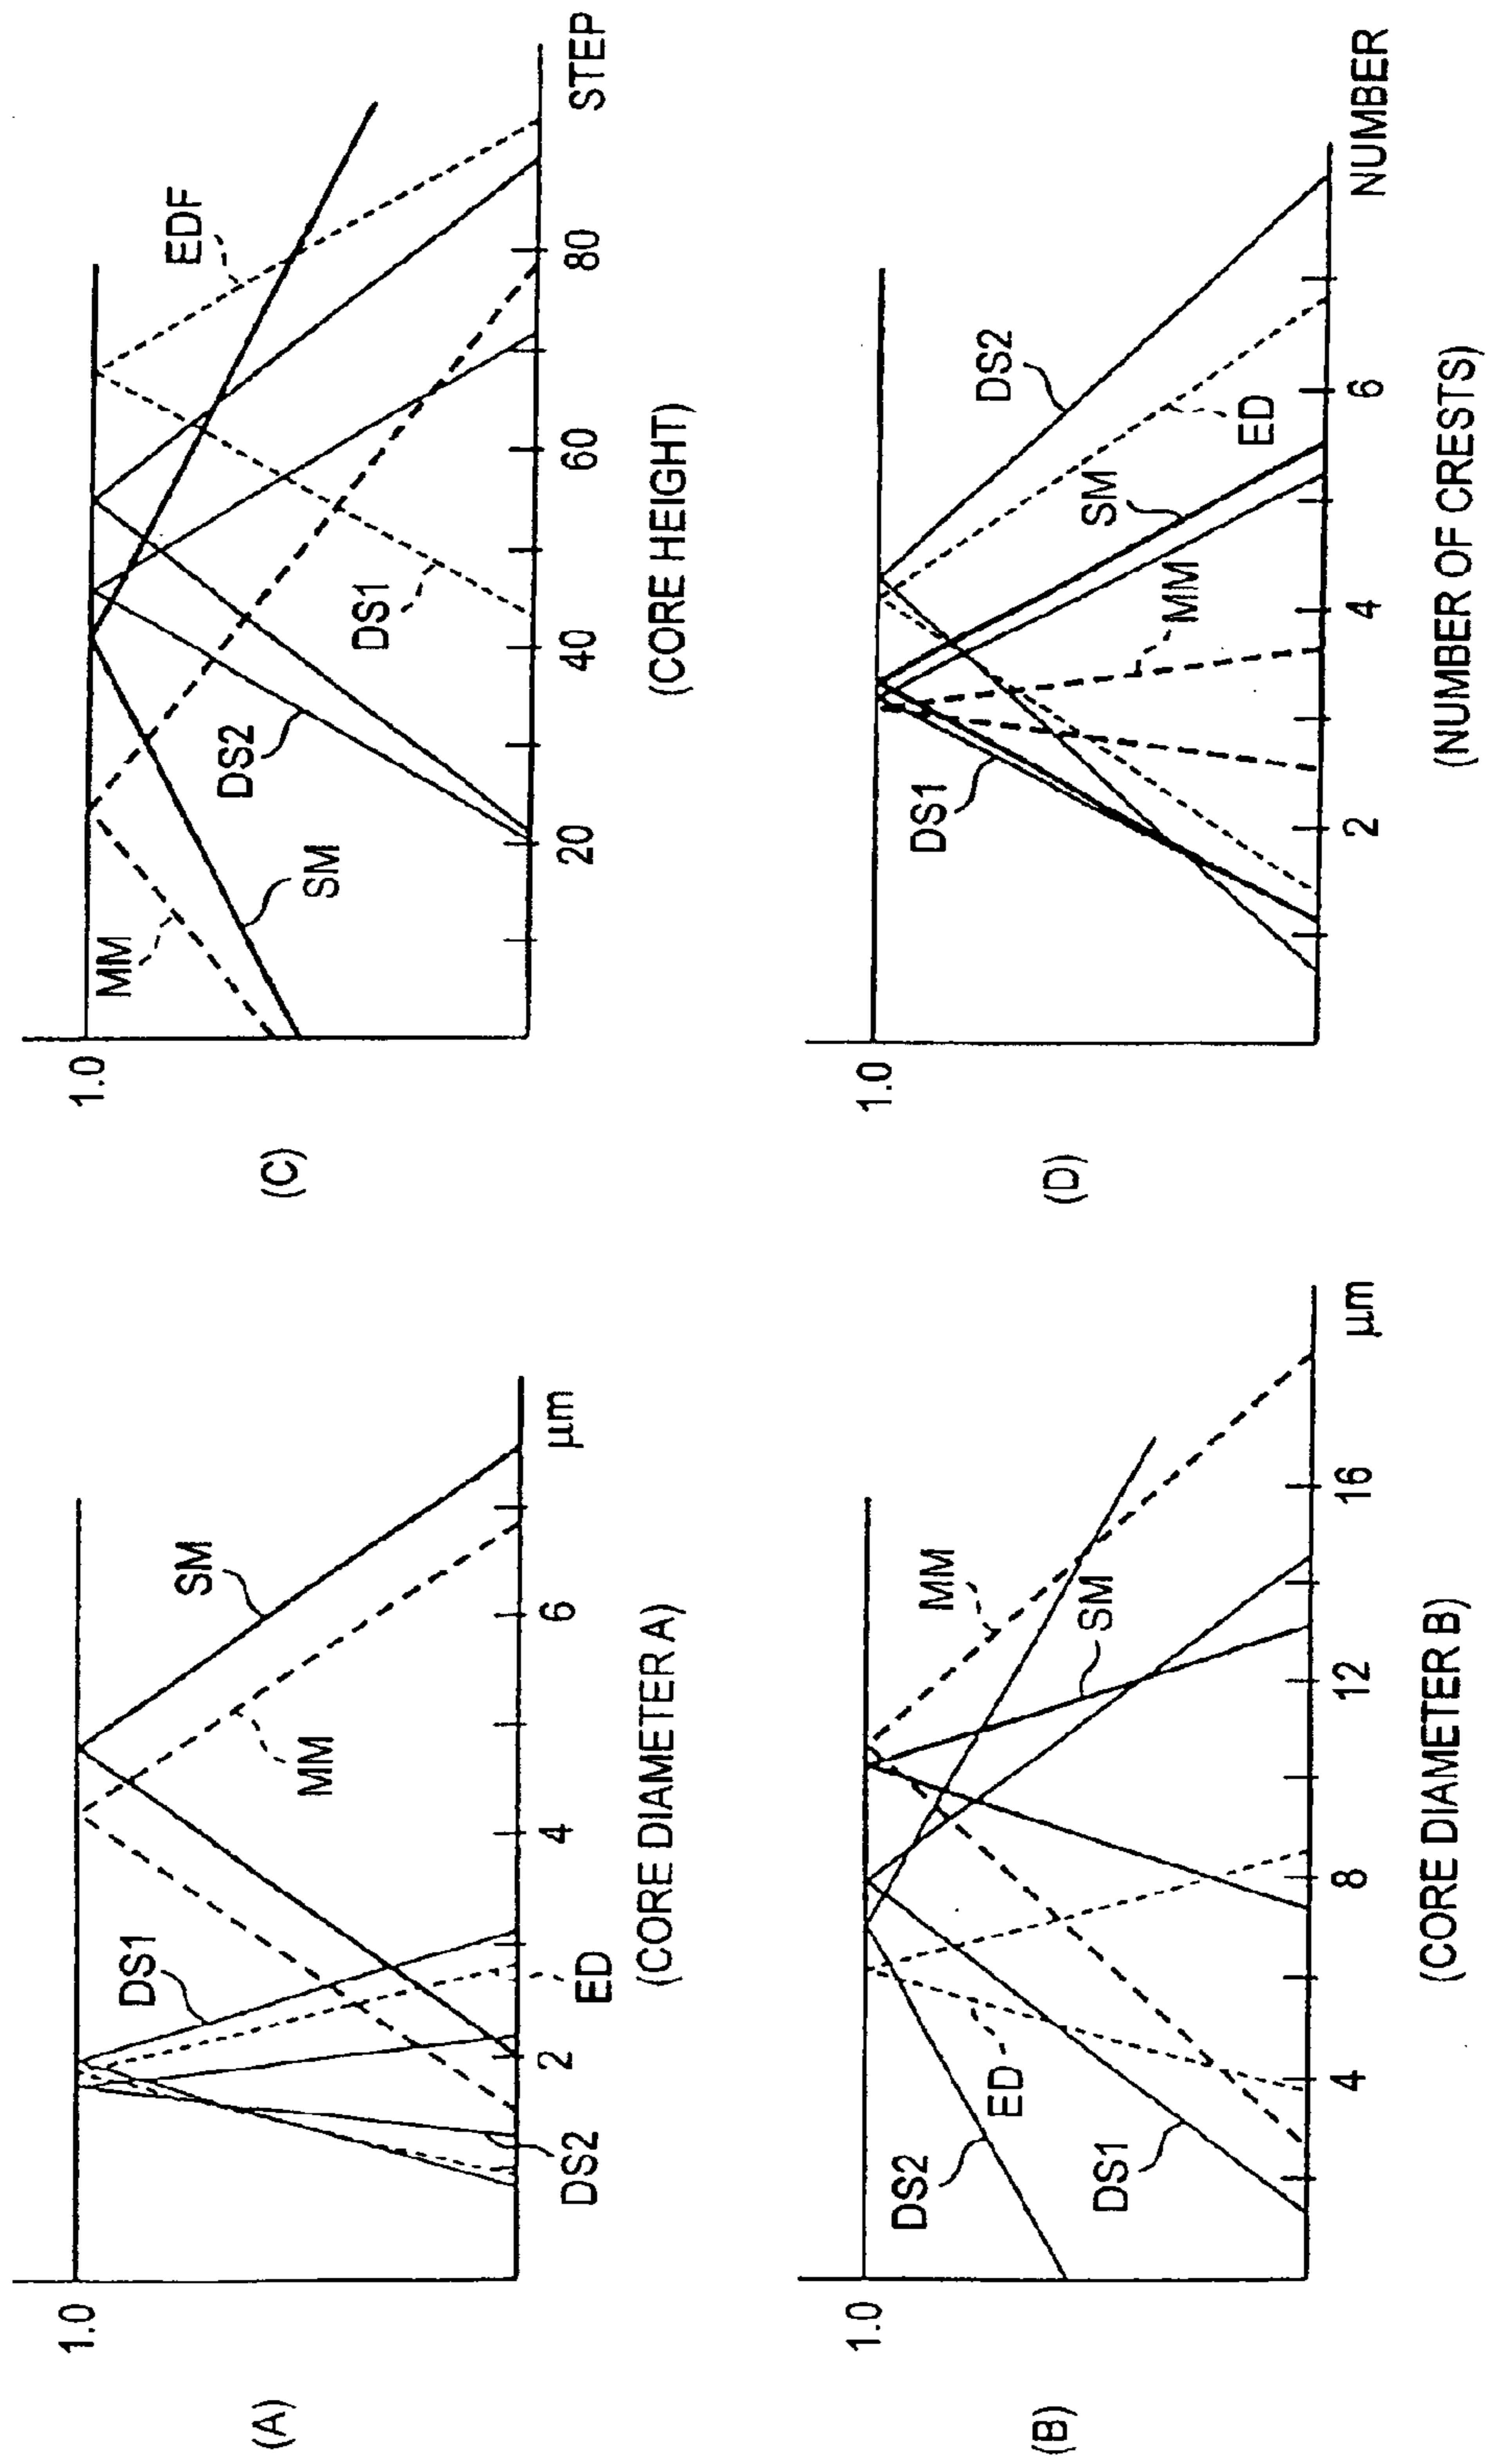 (A)
1.0
DS1
SM
MM
DS2
ED
2
4
6
µm
(CORE DIAMETER A)
(B)
1.0
DS2
ED
DS1
MM
SM
4
8
12
16
µm
(CORE DIAMETER B)
(C)
1.0
MM
SM
DS2
DS1
EDF
20
40
60
80
STEP
(CORE HEIGHT)
(D)
1.0
DS1
MM
SM
DS2
ED
2
4
6
NUMBER
(NUMBER OF CRESTS)